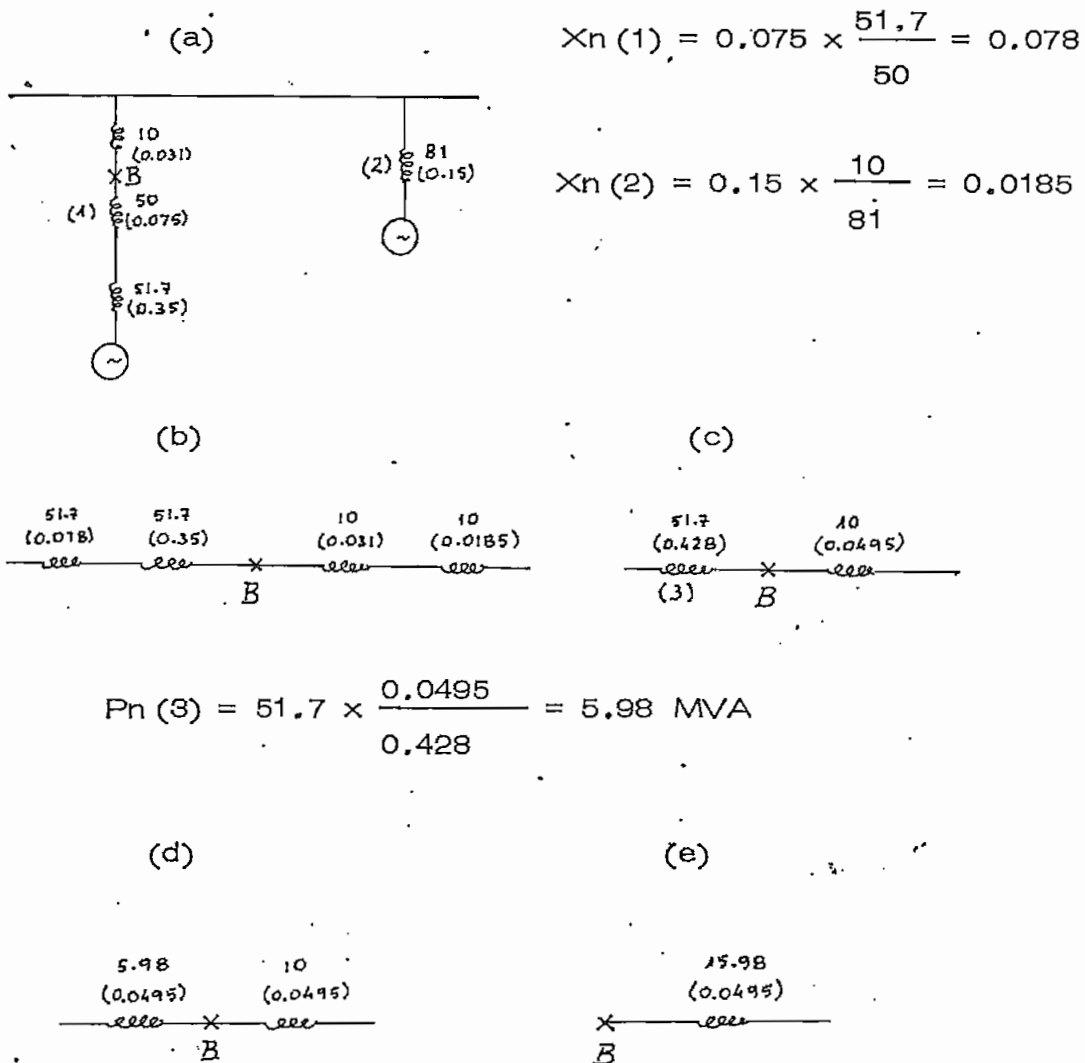 (a)
Xn (1) = 0.075 × 51,7 / 50 = 0.078
10
(0.031)
B
(1)
50
(0.075)
51.7
(0.35)
~
(2)
81
(0.15)
~
Xn (2) = 0.15 × 10 / 81 = 0.0185
(b)
51.7 51.7 10 10
(0.078) (0.35) (0.031) (0.0185)
B
(c)
51.7 10
(0.428) (0.0495)
(3) B
Pn (3) = 51.7 × 0.0495 / 0.428 = 5.98 MVA
(d)
5.98 10
(0.0495) (0.0495)
B
(e)
15.98
(0.0495)
B